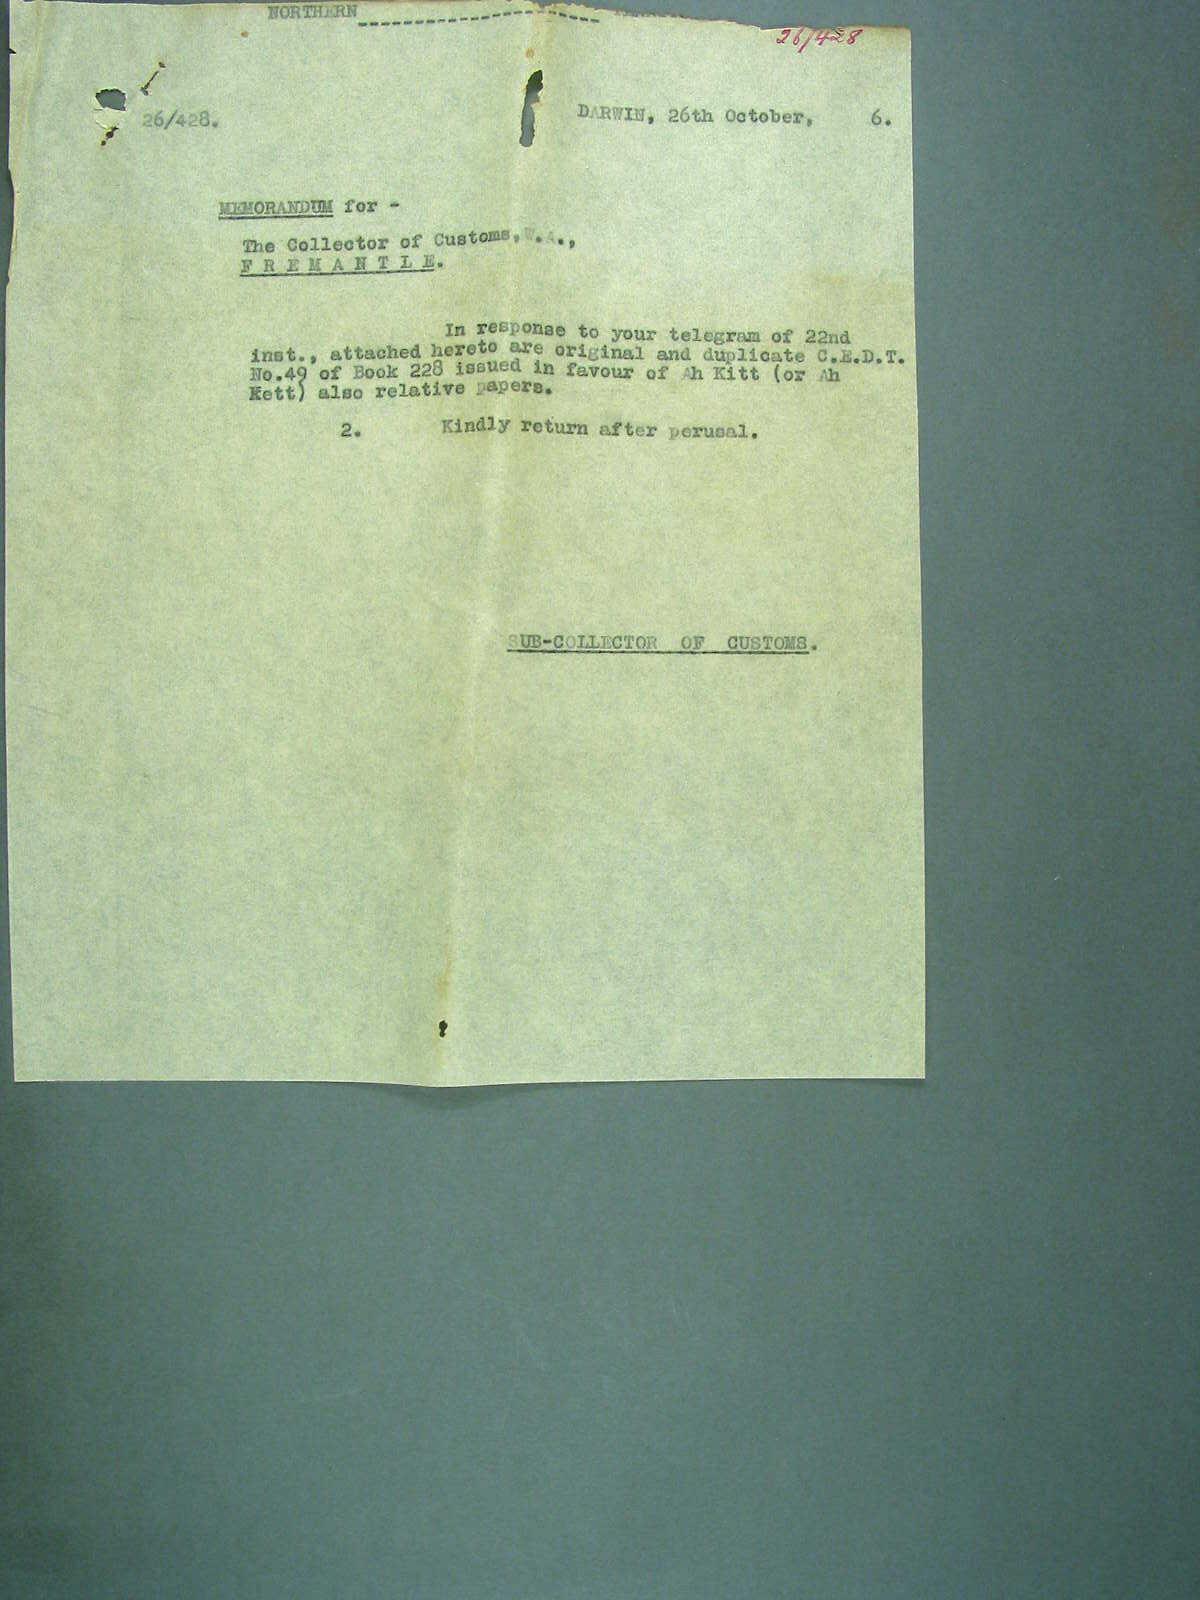 NORTHERN
26/428
26/428.
DARWIN, 26th October, 6.
MEMORANDUM for -
The Collector of Customs, W.A.,
F R E M A N T L E.
In response to your telegram of 22nd
inst., attached hereto are original and duplicate C.E.D.T.
No.49 of Book 228 issued in favour of Ah Kitt (or Ah
Kett) also relative papers.
2. Kindly return after perusal.
SUB-COLLECTOR OF CUSTOMS.